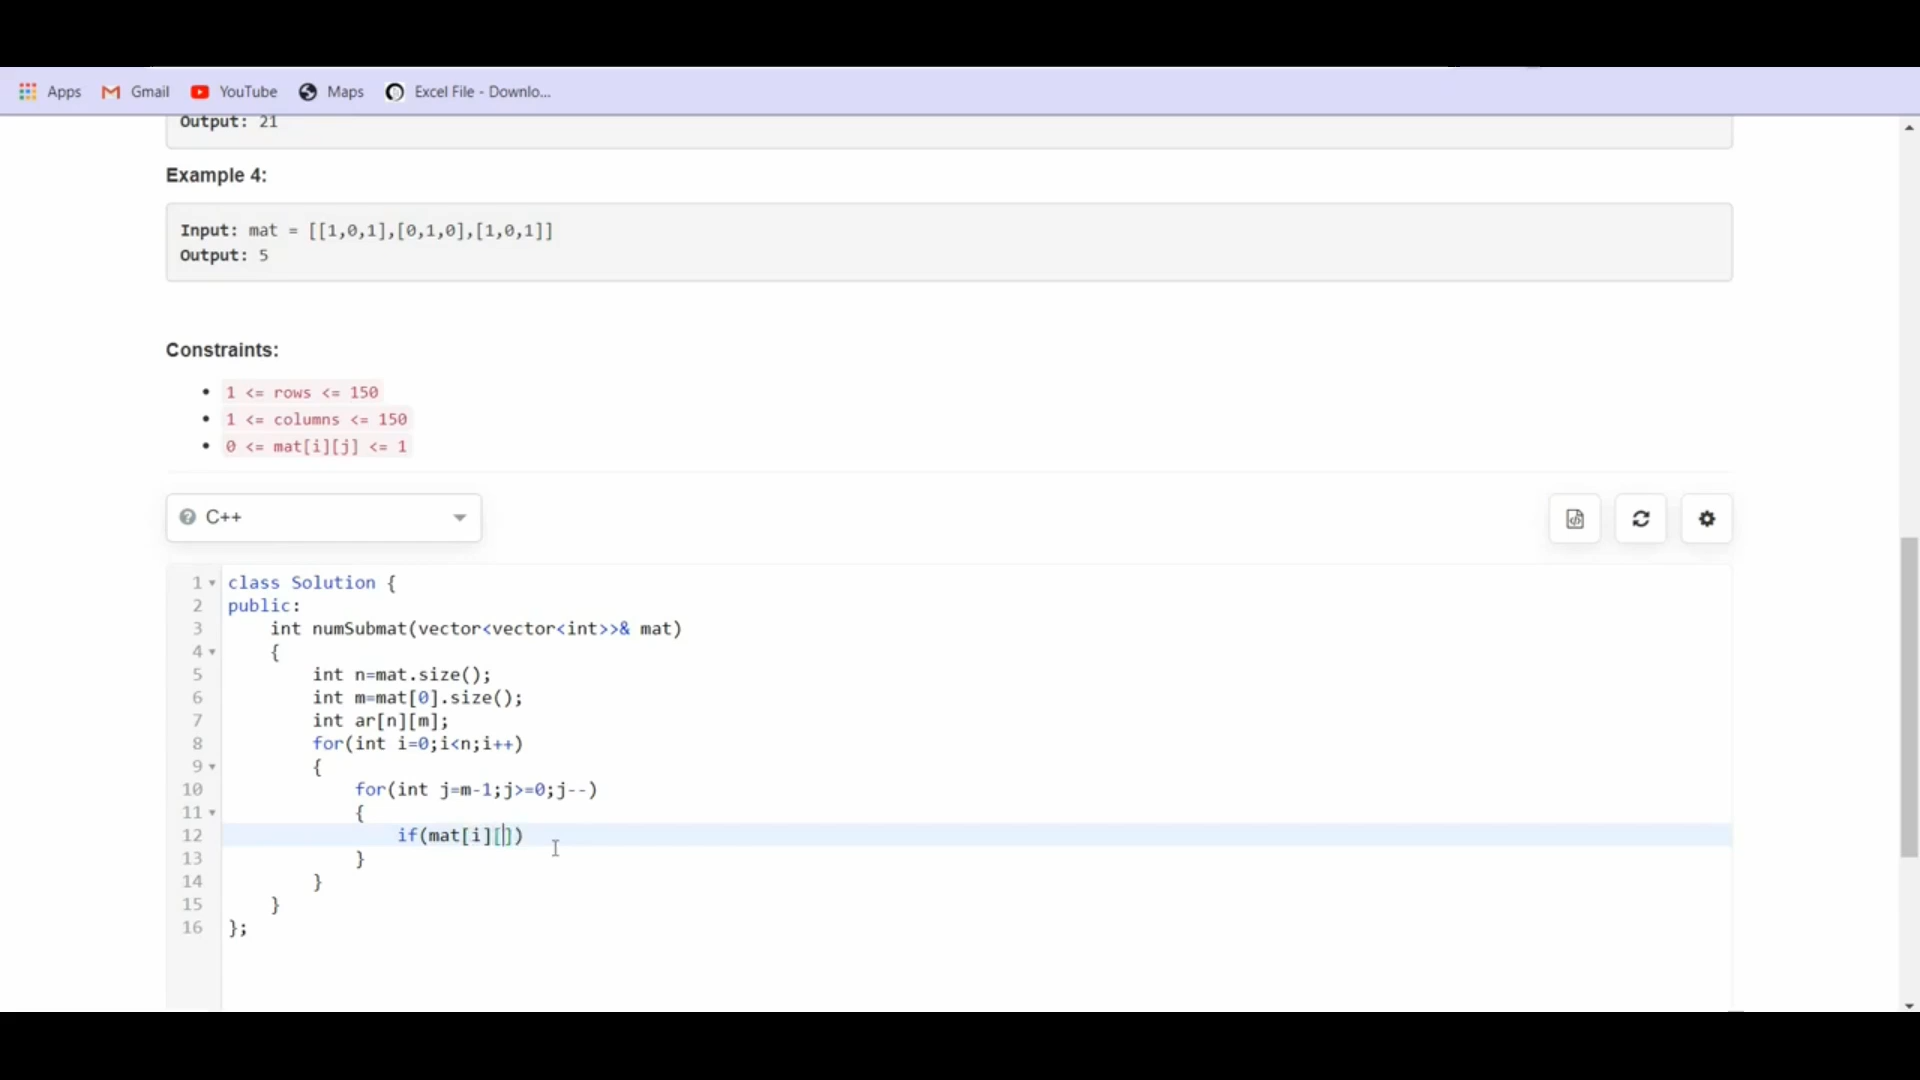 Apps Gmail YouTube Maps Excel File - Downlo...
Output: 21
Example 4:
Input: mat = [[1,0,1],[0,1,0],[1,0,1]]
Output: 5
Constraints:
• 1 <= rows <= 150
• 1 <= columns <= 150
• 0 <= mat[i][j] <= 1
C++
1 class Solution {
2 public:
3 int numSubmat(vector<vector<int>>& mat)
4 {
5 int n=mat.size();
6 int m=mat[0].size();
7 int ar[n][m];
8 for(int i=0;i<n;i++)
9 {
10 for(int j=m-1;j>=0;j--)
11 {
12 if(mat[i][])
13 }
14 }
15 }
16 };